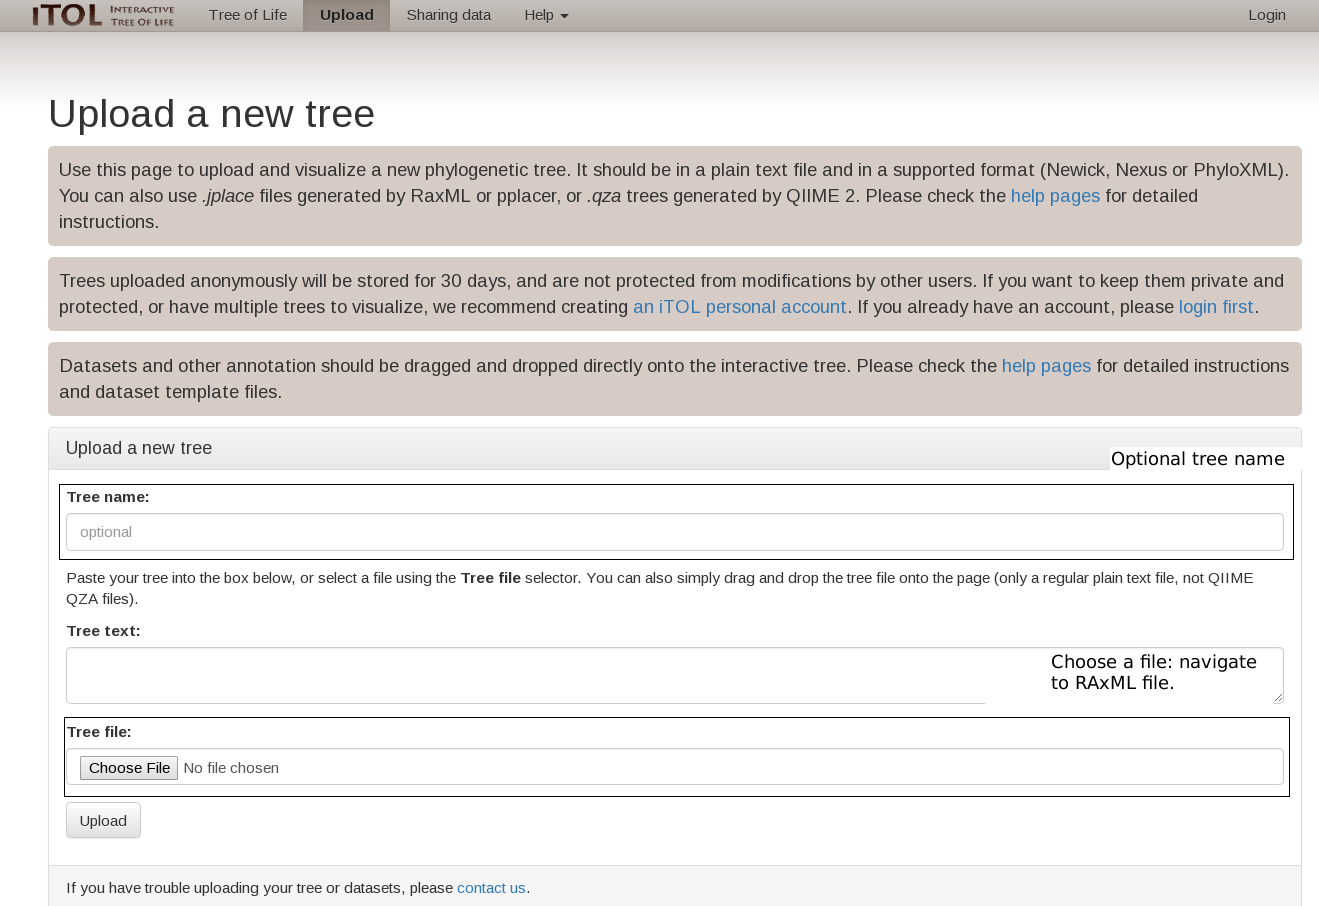 iTOL INTERACTIVE TREE OF LIFE Tree of Life Upload Sharing data Help Login
Upload a new tree
Use this page to upload and visualize a new phylogenetic tree. It should be in a plain text file and in a supported format (Newick, Nexus or PhyloXML).
You can also use .jplace files generated by RaxML or pplacer, or .qza trees generated by QIIME 2. Please check the help pages for detailed
instructions.
Trees uploaded anonymously will be stored for 30 days, and are not protected from modifications by other users. If you want to keep them private and
protected, or have multiple trees to visualize, we recommend creating an iTOL personal account. If you already have an account, please login first.
Datasets and other annotation should be dragged and dropped directly onto the interactive tree. Please check the help pages for detailed instructions
and dataset template files.
Upload a new tree
Optional tree name
Tree name:
optional
Paste your tree into the box below, or select a file using the Tree file selector. You can also simply drag and drop the tree file onto the page (only a regular plain text file, not QIIME
QZA files).
Tree text:
Choose a file: navigate
to RAxML file.
Tree file:
Choose File No file chosen
Upload
If you have trouble uploading your tree or datasets, please contact us.